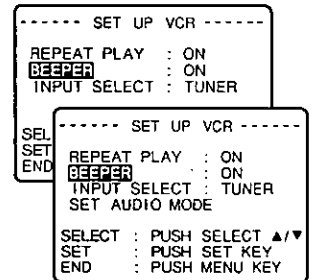 ------ SET UP VCR ------
REPEAT PLAY : ON
BEEPER : ON
INPUT SELECT : TUNER
SEL
SET
END
------ SET UP VCR ------
REPEAT PLAY : ON
BEEPER : ON
INPUT SELECT : TUNER
SET AUDIO MODE
SELECT : PUSH SELECT ▲/▼
SET : PUSH SET KEY
END : PUSH MENU KEY